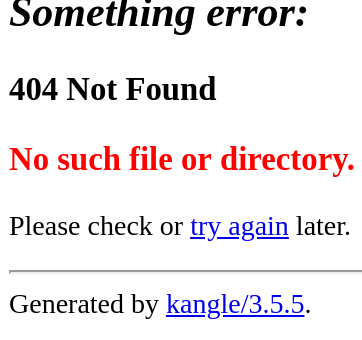 Something error:
404 Not Found
No such file or directory.
Please check or try again later.
Generated by kangle/3.5.5.